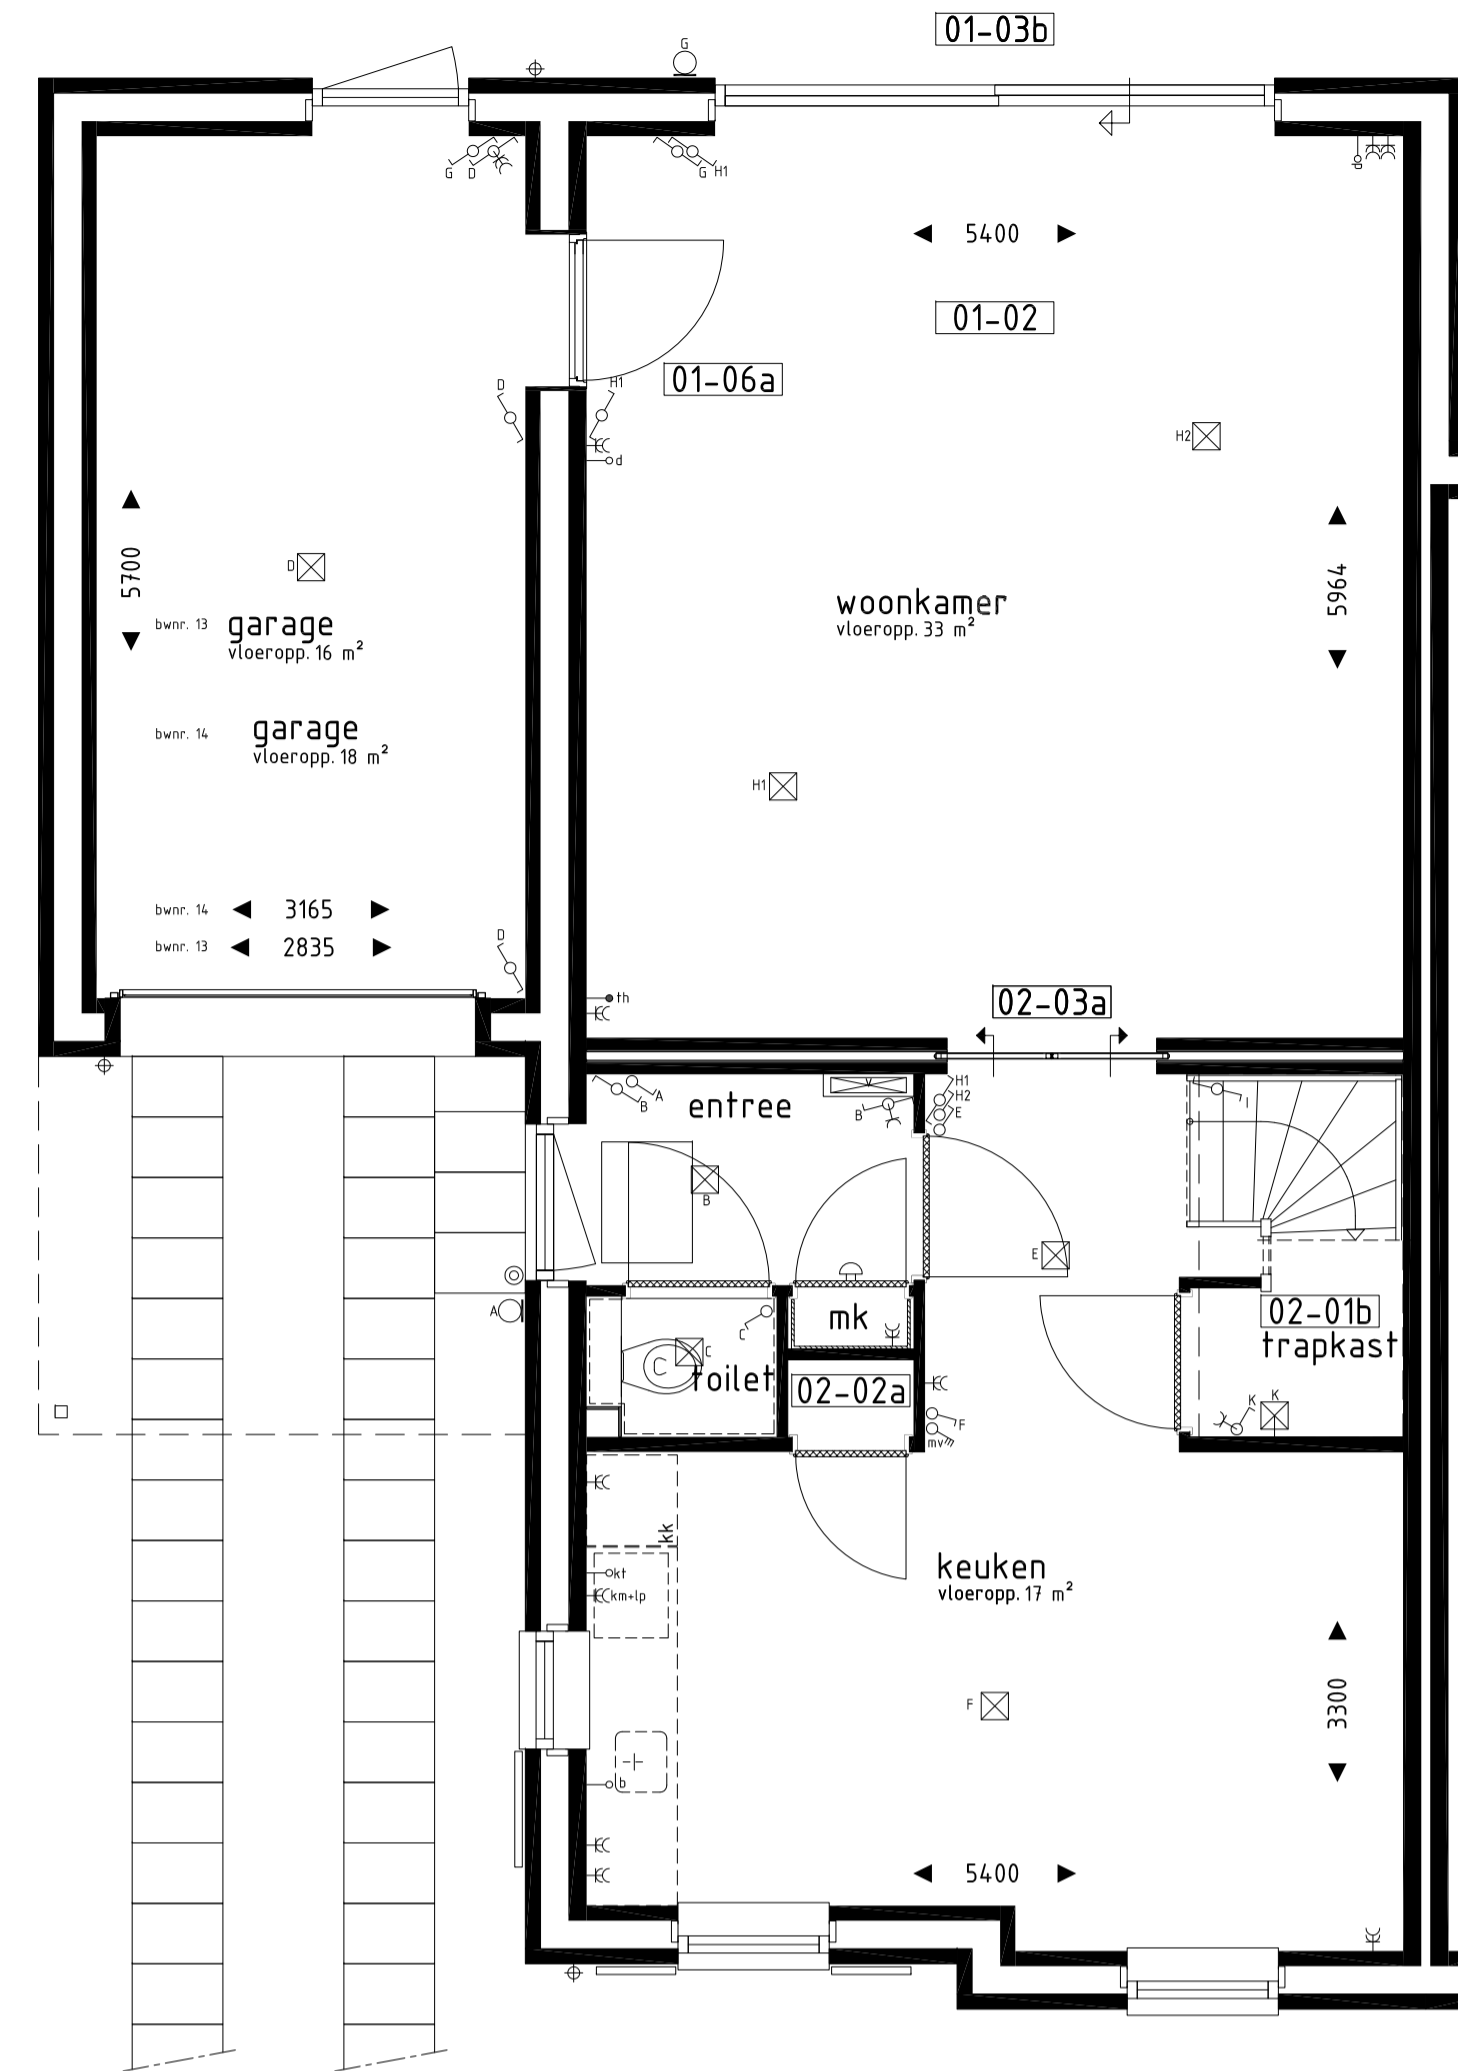 01-03b
G
G
D
G
H1
d
5400
01-02
01-06a
D
H1
d
H2
5700
5964
D
bwnr. 13
garage
vloeropp. 16 m²
woonkamer
vloeropp. 33 m²
bwnr. 14
garage
vloeropp. 18 m²
H1
bwnr. 14
3165
bwnr. 13
2835
D
th
02-03a
A
B
entree
V
B
H1
H2
E
I
B
E
A
C
mk
02-01b
trapkast
C
C
toilet
02-02a
K
K
F
mv
kk
kt
km+lp
keuken
vloeropp. 17 m²
F
3300
b
5400